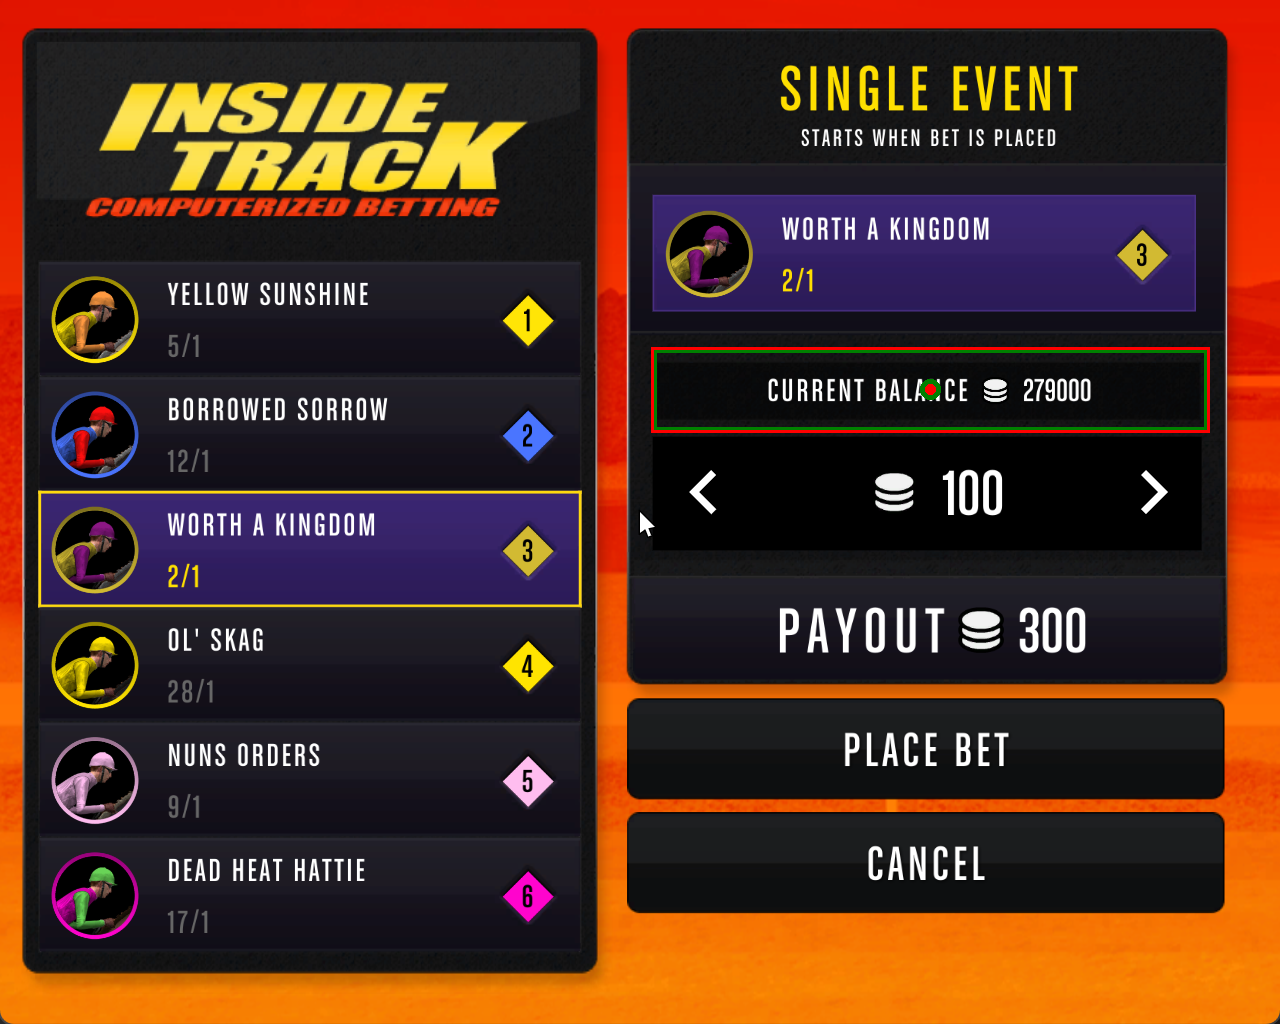 INSIDE
TRACK
COMPUTERIZED BETTING
YELLOW SUNSHINE
5/1
1
BORROWED SORROW
12/1
2
WORTH A KINGDOM
2/1
3
OL' SKAG
28/1
4
NUNS ORDERS
9/1
5
DEAD HEAT HATTIE
17/1
6
SINGLE EVENT
STARTS WHEN BET IS PLACED
WORTH A KINGDOM
2/1
3
CURRENT BALANCE 279000
100
PAYOUT 300
PLACE BET
CANCEL